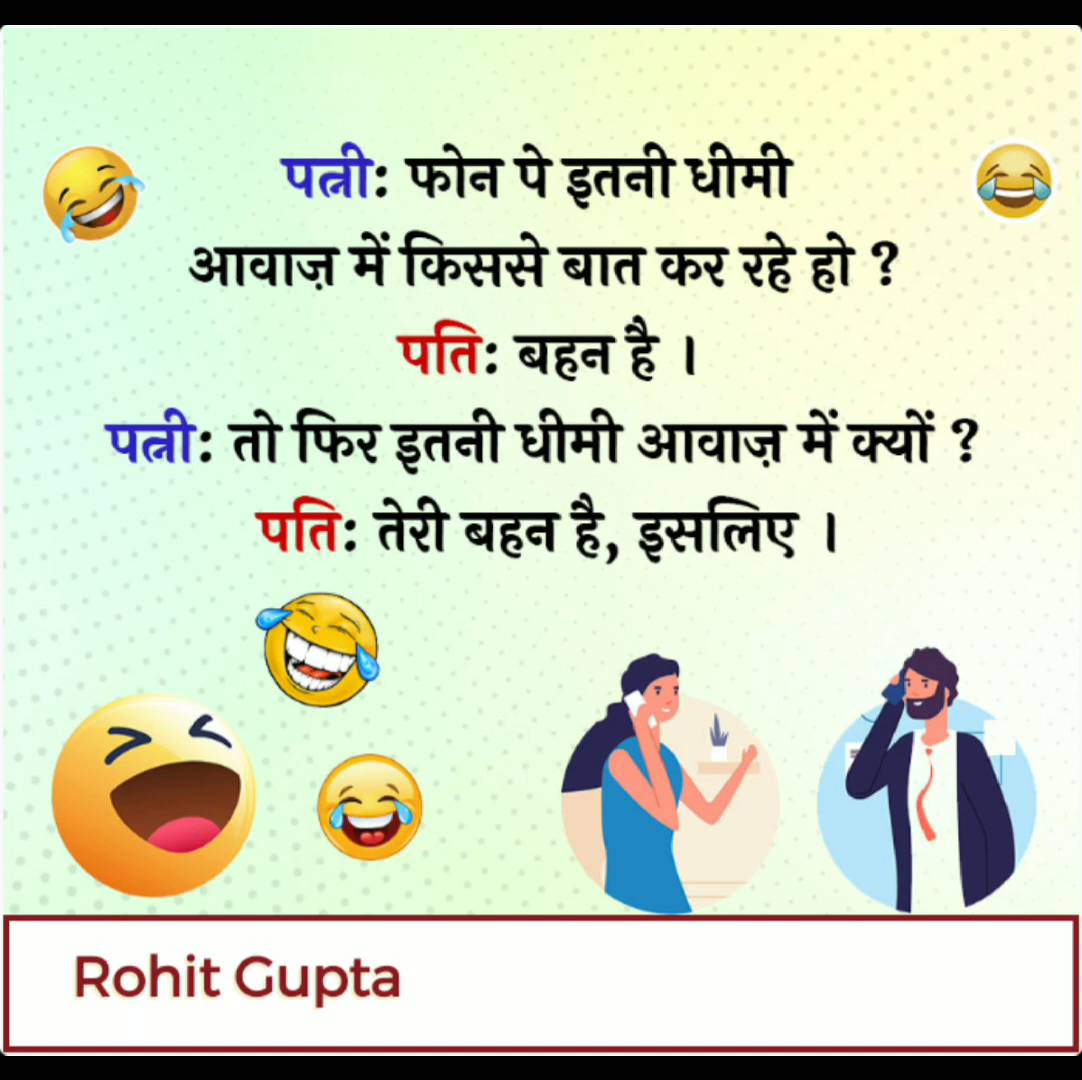 पत्नी: फोन पे इतनी धीमी
आवाज़ में किससे बात कर रहे हो ?
पति: बहन है ।
पत्नी: तो फिर इतनी धीमी आवाज़ में क्यों ?
पति: तेरी बहन है, इसलिए ।
Rohit Gupta